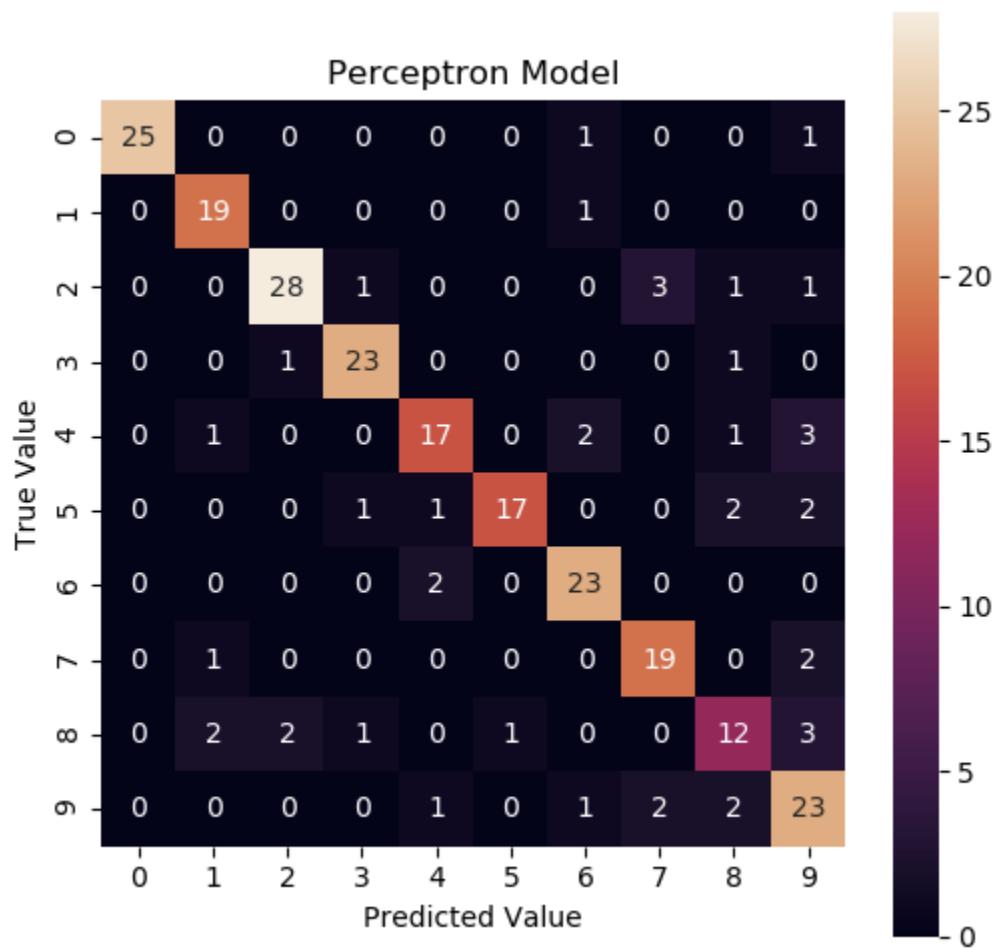 Perceptron Model
0 25 0 0 0 0 0 1 0 0 1
1 0 19 0 0 0 0 1 0 0 0
2 0 0 28 1 0 0 0 3 1 1
3 0 0 1 23 0 0 0 0 1 0
4 0 1 0 0 17 0 2 0 1 3
5 0 0 0 1 1 17 0 0 2 2
6 0 0 0 0 2 0 23 0 0 0
7 0 1 0 0 0 0 0 19 0 2
8 0 2 2 1 0 1 0 0 12 3
9 0 0 0 0 1 0 1 2 2 23
0 1 2 3 4 5 6 7 8 9
Predicted Value
True Value
25
20
15
10
5
0